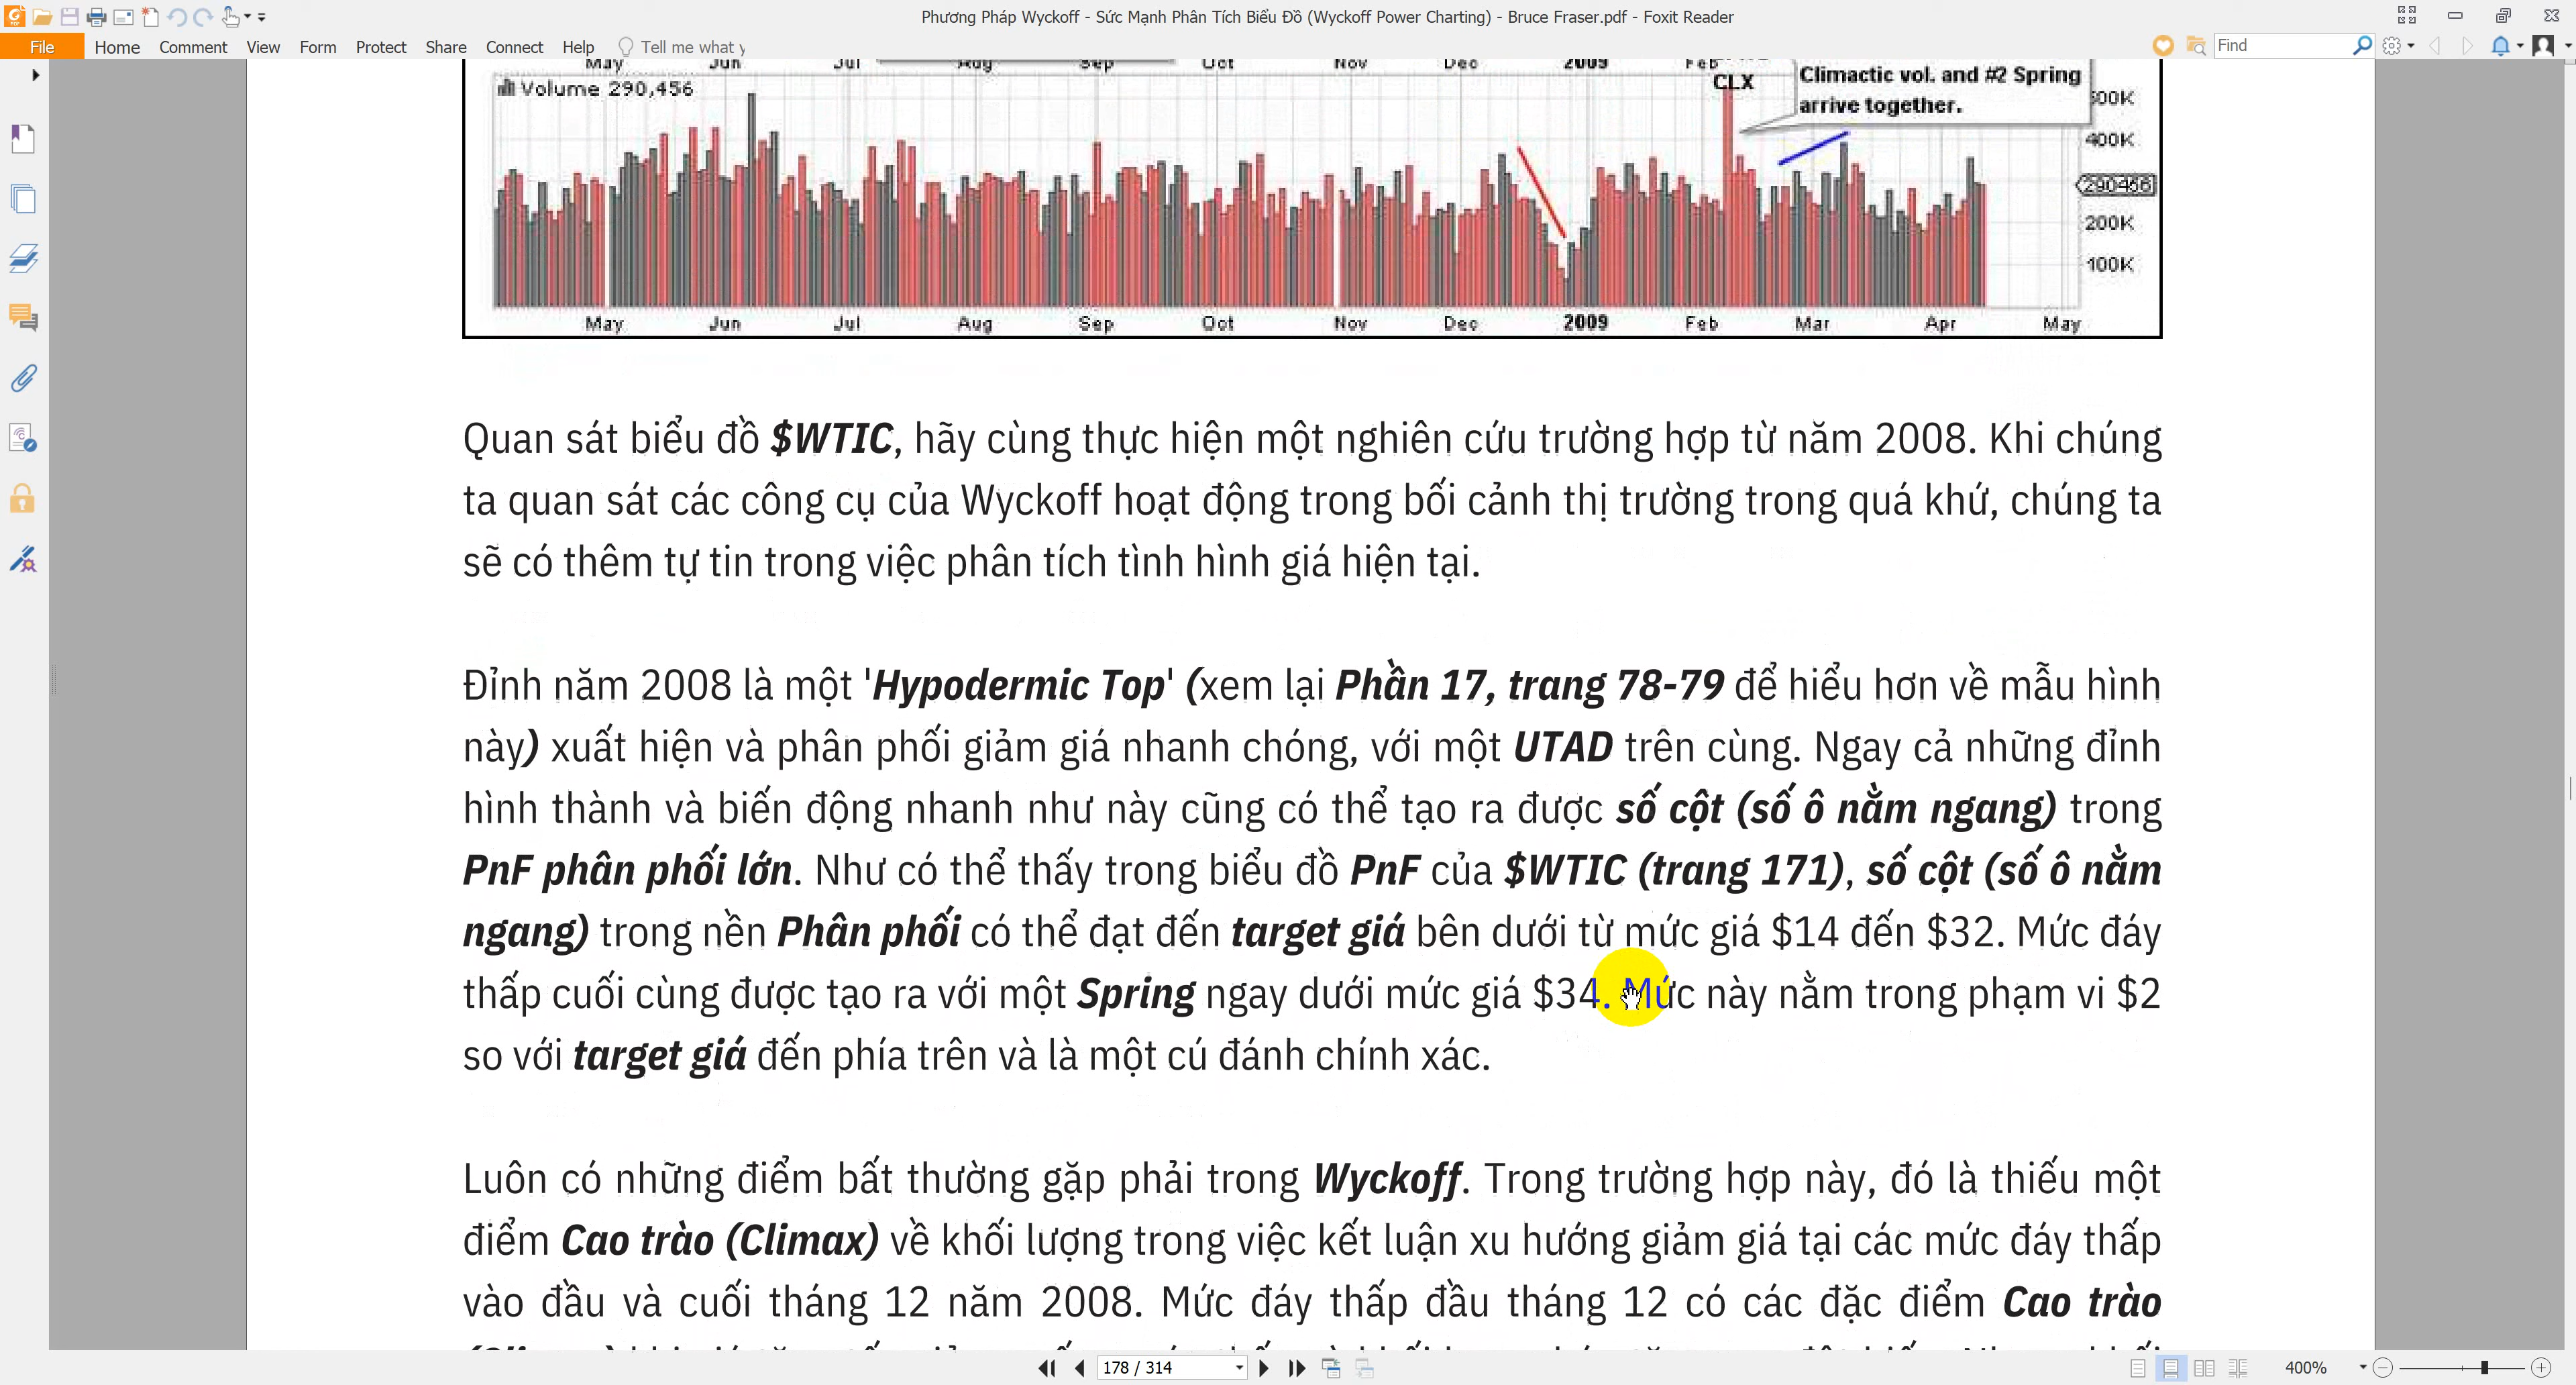 Phương Pháp Wyckoff - Sức Mạnh Phân Tích Biểu Đồ (Wyckoff Power Charting) - Bruce Fraser.pdf - Foxit Reader
File Home Comment View Form Protect Share Connect Help Tell me what y Find
May Jun Jul Aug Sep Oct Nov Dec 2009 Feb
Volume 290,456
CLX
Climactic vol. and #2 Spring
arrive together.
400K
290456
200K
100K
May Jun Jul Aug Sep Oct Nov Dec 2009 Feb Mar Apr May
Quan sát biểu đồ $WTIC, hãy cùng thực hiện một nghiên cứu trường hợp từ năm 2008. Khi chúng
ta quan sát các công cụ của Wyckoff hoạt động trong bối cảnh thị trường trong quá khứ, chúng ta
sẽ có thêm tự tin trong việc phân tích tình hình giá hiện tại.
Đỉnh năm 2008 là một 'Hypodermic Top' (xem lại Phần 17, trang 78-79 để hiểu hơn về mẫu hình
này) xuất hiện và phân phối giảm giá nhanh chóng, với một UTAD trên cùng. Ngay cả những đỉnh
hình thành và biến động nhanh như này cũng có thể tạo ra được số cột (số ô nằm ngang) trong
PnF phân phối lớn. Như có thể thấy trong biểu đồ PnF của $WTIC (trang 171), số cột (số ô nằm
ngang) trong nền Phân phối có thể đạt đến target giá bên dưới từ mức giá $14 đến $32. Mức đáy
thấp cuối cùng được tạo ra với một Spring ngay dưới mức giá $34. Mức này nằm trong phạm vi $2
so với target giá đến phía trên và là một cú đánh chính xác.
Luôn có những điểm bất thường gặp phải trong Wyckoff. Trong trường hợp này, đó là thiếu một
điểm Cao trào (Climax) về khối lượng trong việc kết luận xu hướng giảm giá tại các mức đáy thấp
vào đầu và cuối tháng 12 năm 2008. Mức đáy thấp đầu tháng 12 có các đặc điểm Cao trào
178 / 314
400%